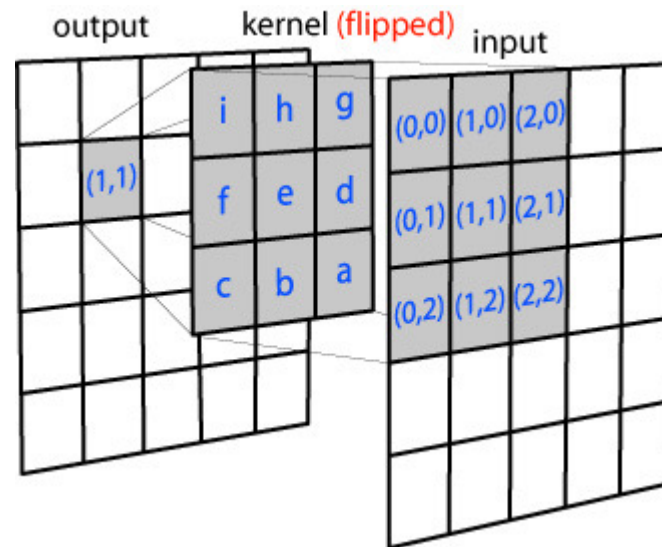 output kernel (flipped) input
i h g
f e d
c b a
(1,1)
(0,0) (1,0) (2,0)
(0,1) (1,1) (2,1)
(0,2) (1,2) (2,2)